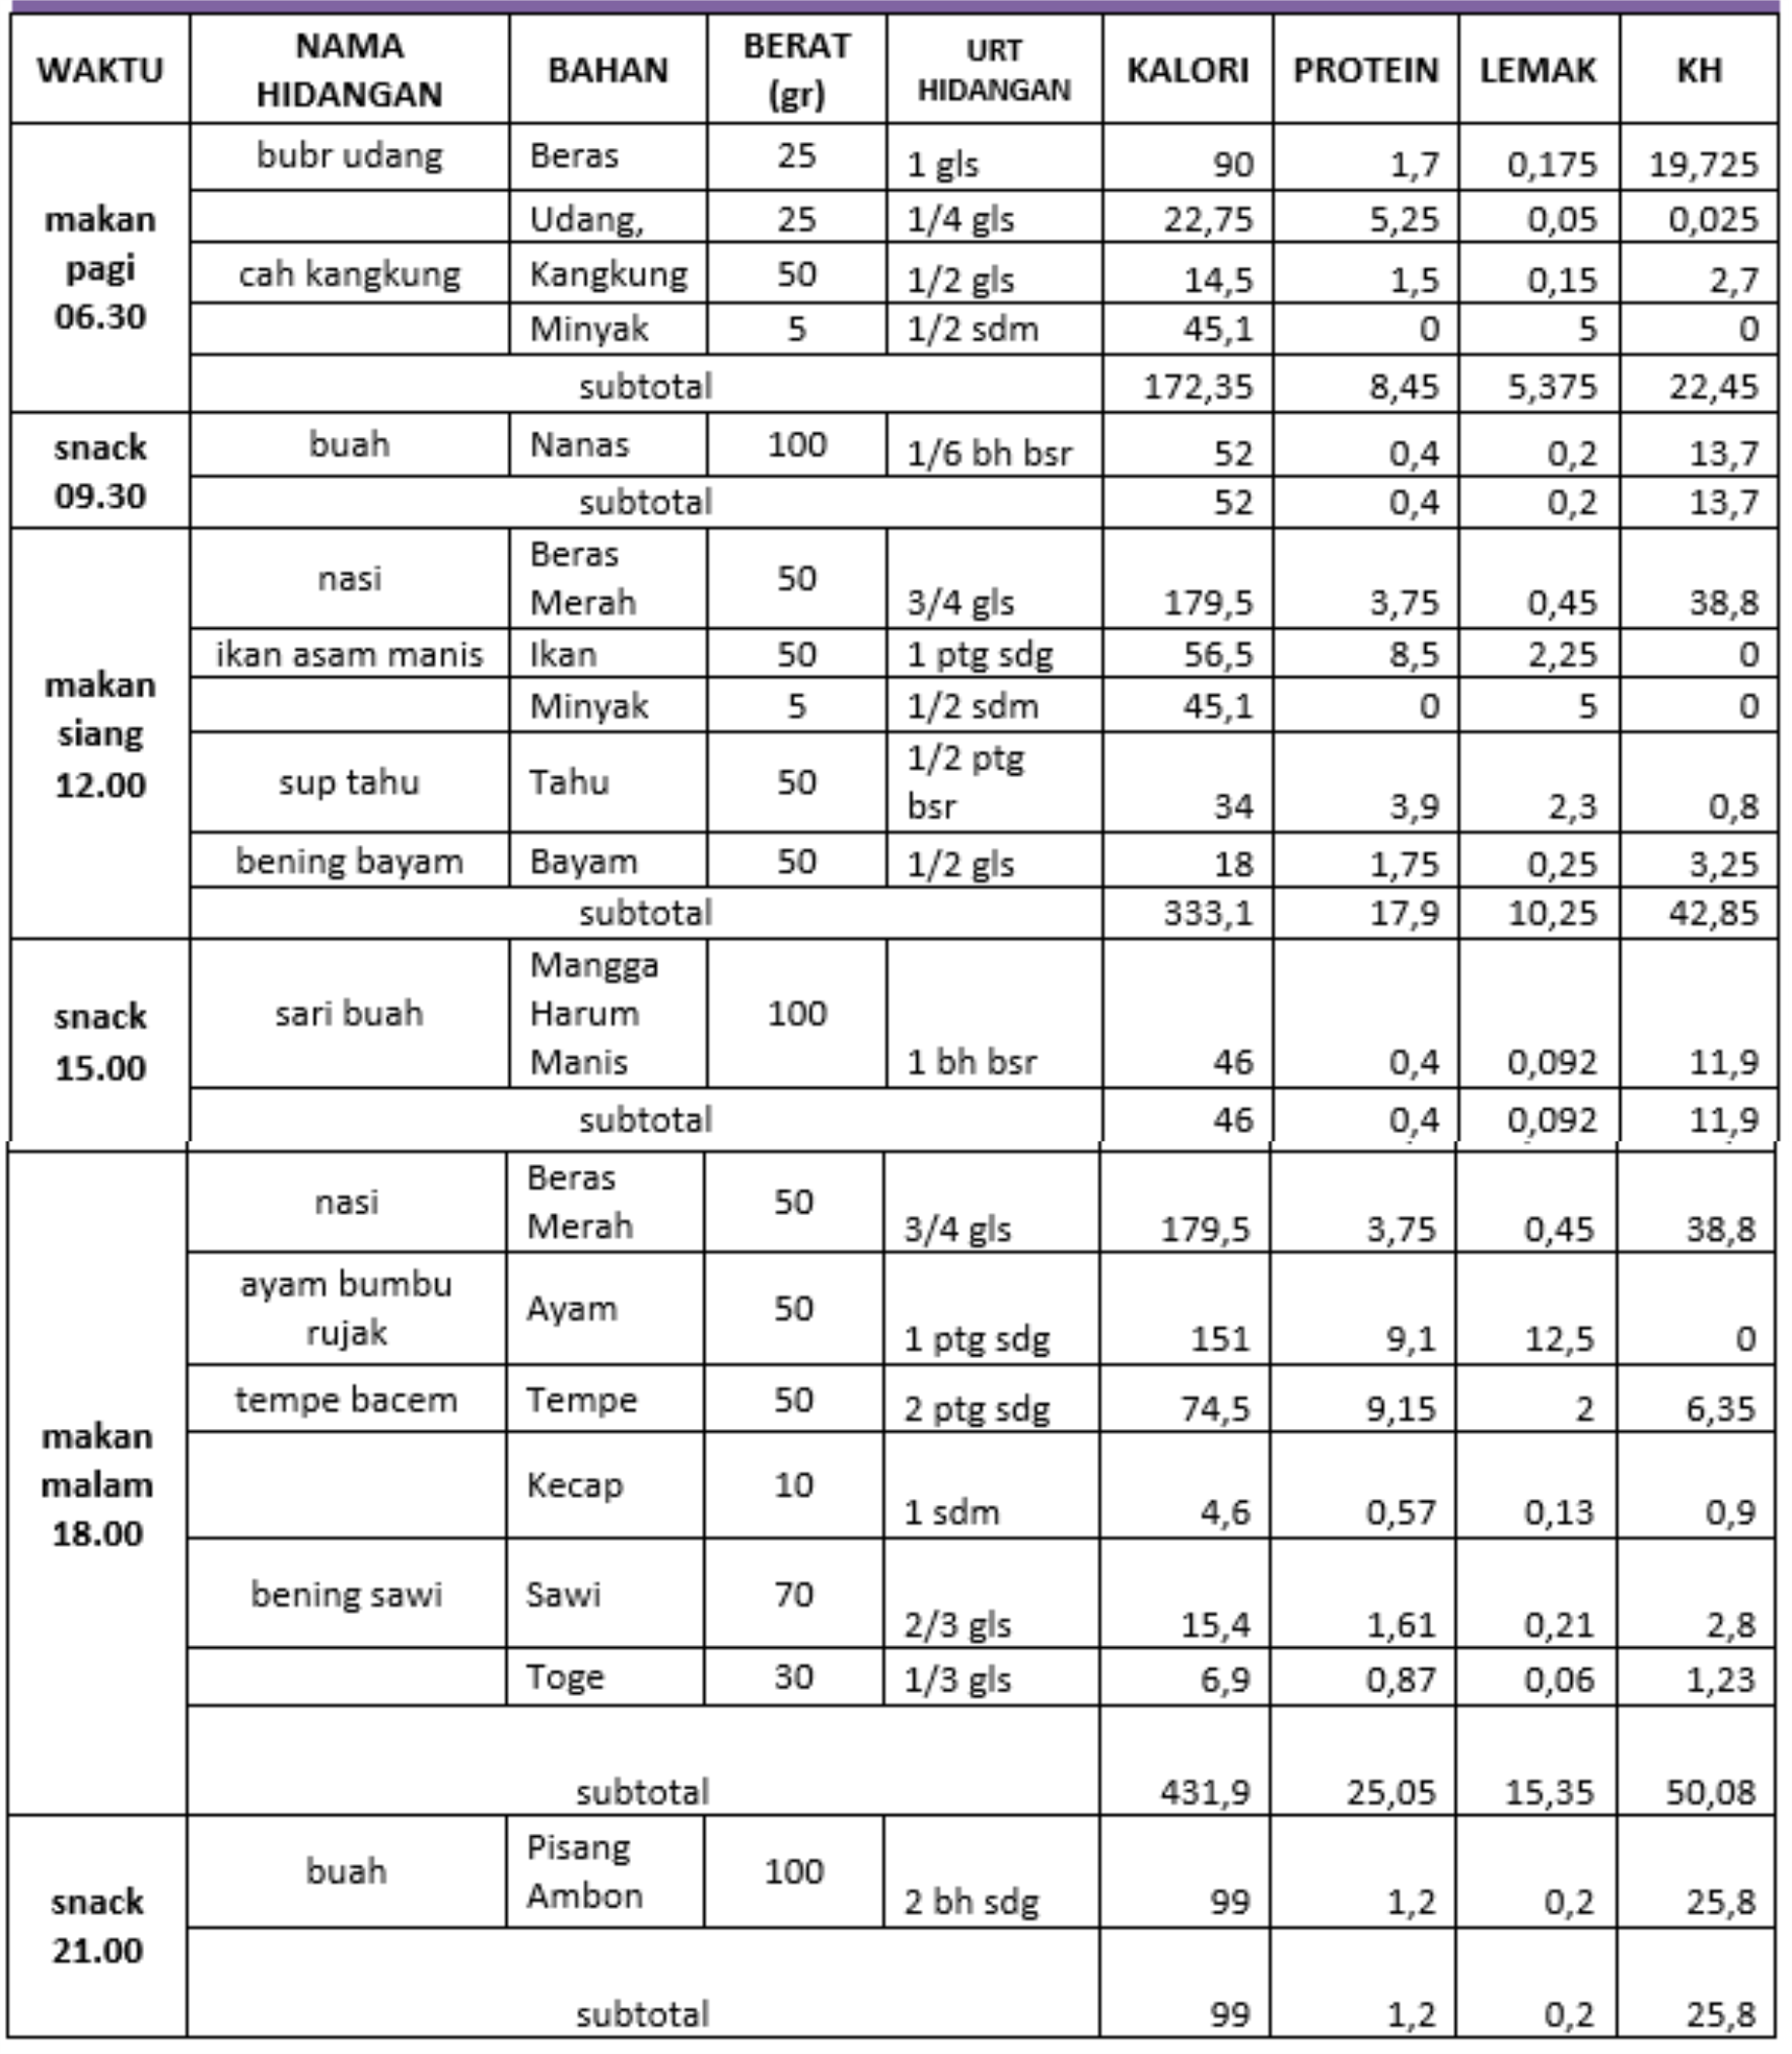 WAKTU NAMA HIDANGAN BAHAN BERAT (gr) URT HIDANGAN KALORI PROTEIN LEMAK KH
makan pagi 06.30 bubr udang Beras 25 1 gls 90 1,7 0,175 19,725
Udang, 25 1/4 gls 22,75 5,25 0,05 0,025
cah kangkung Kangkung 50 1/2 gls 14,5 1,5 0,15 2,7
Minyak 5 1/2 sdm 45,1 0 5 0
subtotal 172,35 8,45 5,375 22,45
snack 09.30 buah Nanas 100 1/6 bh bsr 52 0,4 0,2 13,7
subtotal 52 0,4 0,2 13,7
makan siang 12.00 nasi Beras Merah 50 3/4 gls 179,5 3,75 0,45 38,8
ikan asam manis Ikan 50 1 ptg sdg 56,5 8,5 2,25 0
Minyak 5 1/2 sdm 45,1 0 5 0
sup tahu Tahu 50 1/2 ptg bsr 34 3,9 2,3 0,8
bening bayam Bayam 50 1/2 gls 18 1,75 0,25 3,25
subtotal 333,1 17,9 10,25 42,85
snack 15.00 sari buah Mangga Harum Manis 100 1 bh bsr 46 0,4 0,092 11,9
subtotal 46 0,4 0,092 11,9
makan malam 18.00 nasi Beras Merah 50 3/4 gls 179,5 3,75 0,45 38,8
ayam bumbu rujak Ayam 50 1 ptg sdg 151 9,1 12,5 0
tempe bacem Tempe 50 2 ptg sdg 74,5 9,15 2 6,35
Kecap 10 1 sdm 4,6 0,57 0,13 0,9
bening sawi Sawi 70 2/3 gls 15,4 1,61 0,21 2,8
Toge 30 1/3 gls 6,9 0,87 0,06 1,23
subtotal 431,9 25,05 15,35 50,08
snack 21.00 buah Pisang Ambon 100 2 bh sdg 99 1,2 0,2 25,8
subtotal 99 1,2 0,2 25,8